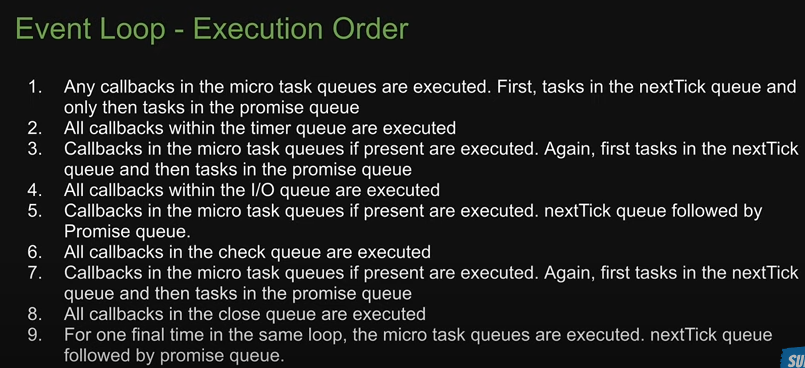 Event Loop - Execution Order
1. Any callbacks in the micro task queues are executed. First, tasks in the nextTick queue and
only then tasks in the promise queue
2. All callbacks within the timer queue are executed
3. Callbacks in the micro task queues if present are executed. Again, first tasks in the nextTick
queue and then tasks in the promise queue
4. All callbacks within the I/O queue are executed
5. Callbacks in the micro task queues if present are executed. nextTick queue followed by
Promise queue.
6. All callbacks in the check queue are executed
7. Callbacks in the micro task queues if present are executed. Again, first tasks in the nextTick
queue and then tasks in the promise queue
8. All callbacks in the close queue are executed
9. For one final time in the same loop, the micro task queues are executed. nextTick queue
followed by promise queue.